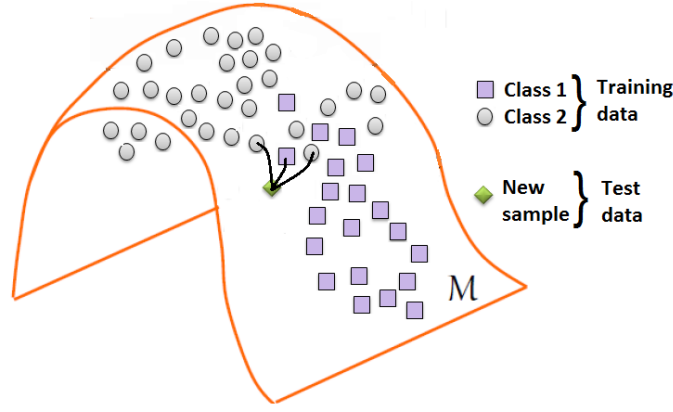 Class 1
Class 2
Training
data
New
sample
Test
data
M